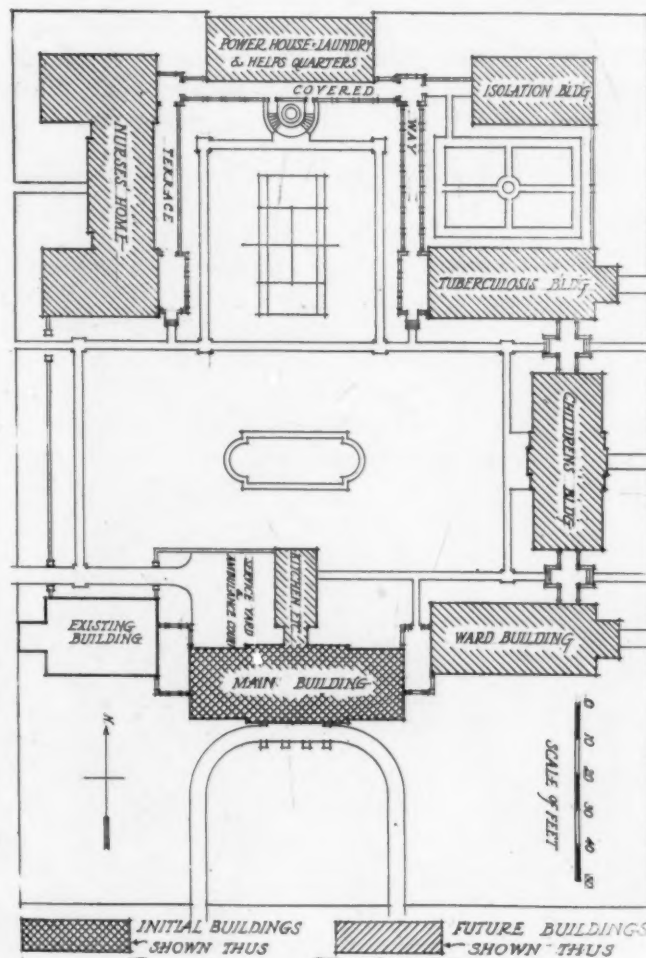 POWER HOUSE - LAUNDRY
& HELPS QUARTERS
COVERED
WAY
ISOLATION BLDG
NURSES' HOME
TERRACE
TUBERCULOSIS BLDG
CHILDRENS BLDG
KITCHEN ETC
SERVICE YARD
&
AMBULANCE COURT
EXISTING
BUILDING
MAIN BUILDING
WARD BUILDING
N
0 10 20 30 40 50
SCALE OF FEET
INITIAL BUILDINGS
SHOWN THUS
FUTURE BUILDINGS
SHOWN THUS